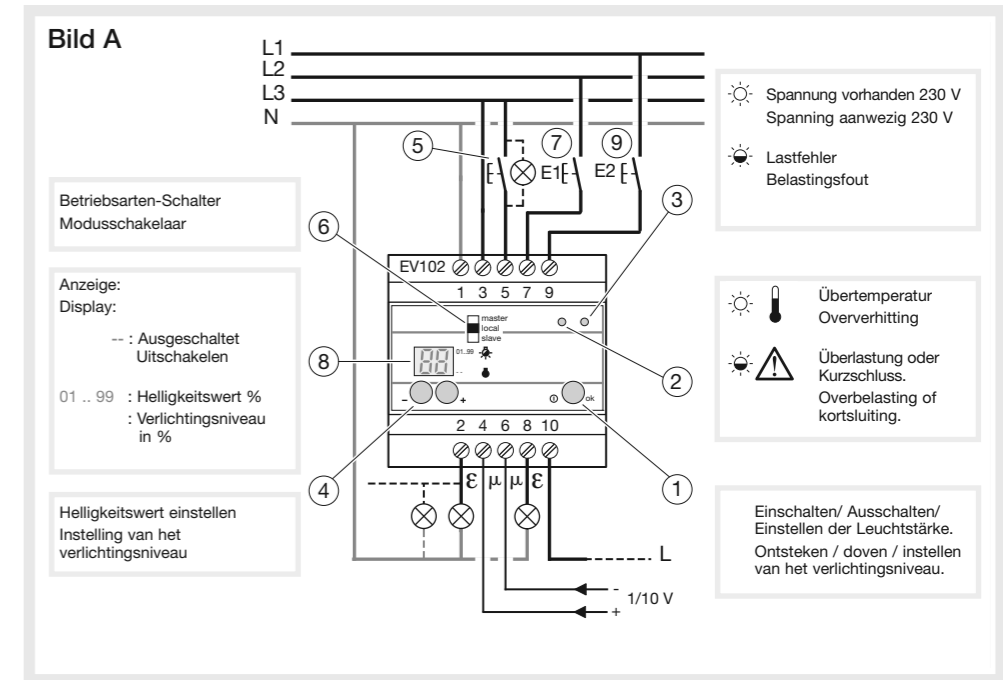 Bild A
L1
L2
L3
N
5
7
9
E1
E2
3
6
Betriebsarten-Schalter
Modusschakelaar
Anzeige:
Display:
-- : Ausgeschaltet
Uitschakelen
01 .. 99 : Helligkeitswert %
: Verlichtingsniveau
in %
Helligkeitswert einstellen
Instelling van het
verlichtingsniveau
EV102
1 3 5 7 9
master
local
slave
8
88
01..99
--
2
- +
ok
2 4 6 8 10
4
ε μ μ ε
1
L
-
1/10 V
+
Spannung vorhanden 230 V
Spanning aanwezig 230 V
Lastfehler
Belastingsfout
Übertemperatur
Oververhitting
Überlastung oder
Kurzschluss.
Overbelasting of
kortsluiting.
Einschalten/ Ausschalten/
Einstellen der Leuchtstärke.
Ontsteken / doven / instellen
van het verlichtingsniveau.